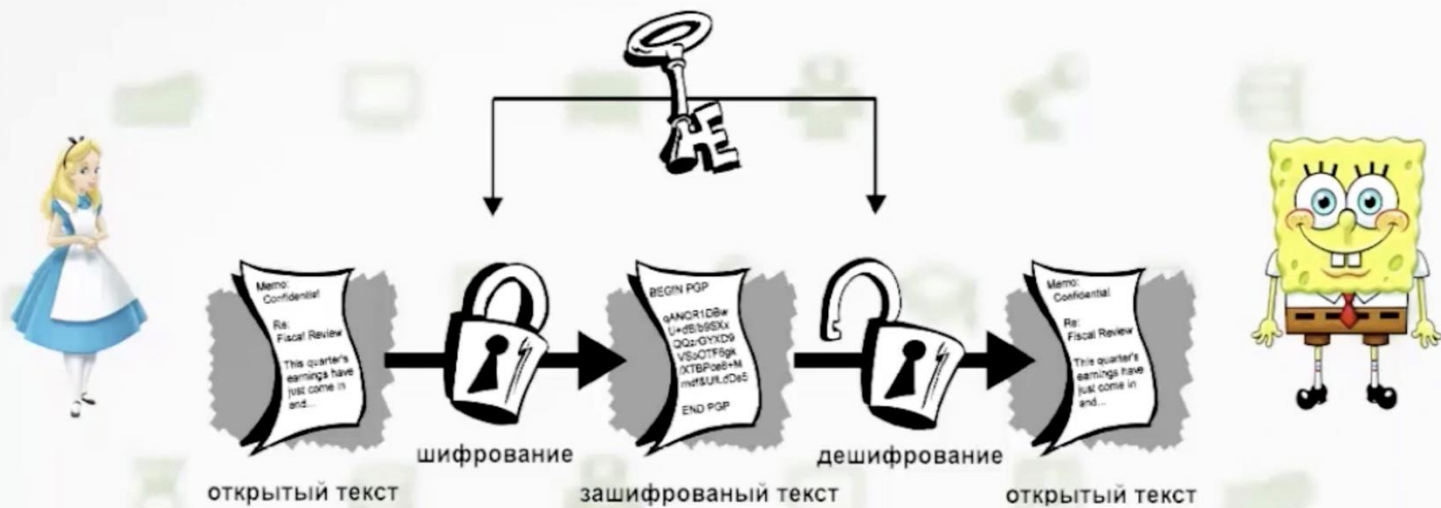 Memo:
Confidential
Re:
Fiscal Review
This quarter's
earnings have
just come in
and...
BEGIN PGP
END PGP
Memo:
Confidential
Re:
Fiscal Review
This quarter's
earnings have
just come in
and...
шифрование
дешифрование
открытый текст
зашифрованый текст
открытый текст